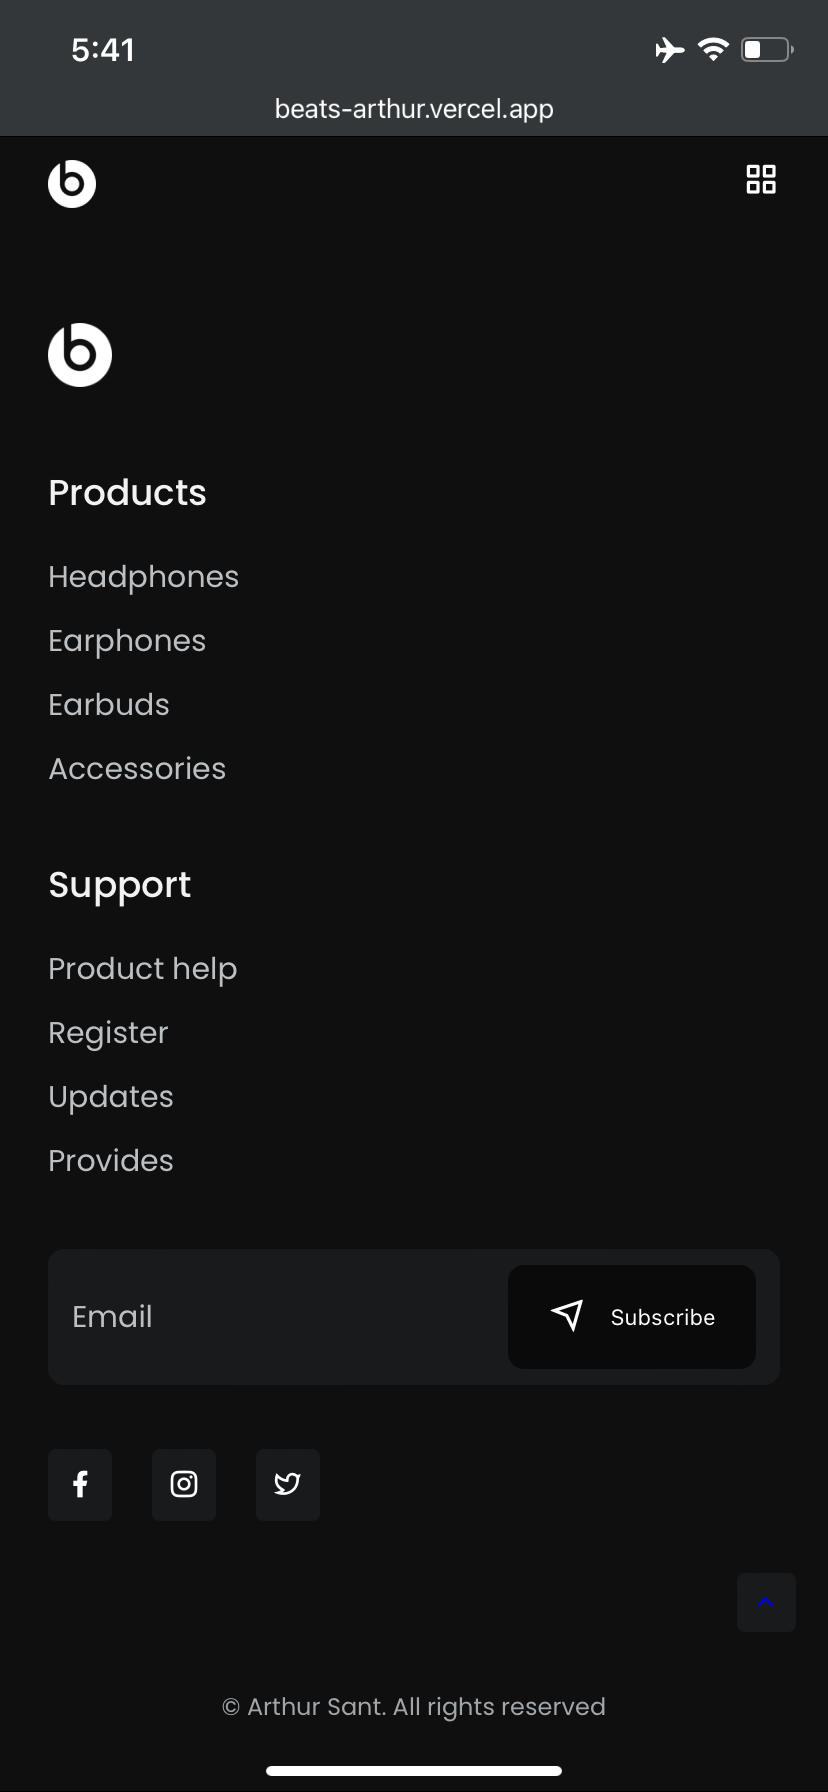 5:41
beats-arthur.vercel.app
Products
Headphones
Earphones
Earbuds
Accessories
Support
Product help
Register
Updates
Provides
Email
Subscribe
© Arthur Sant. All rights reserved